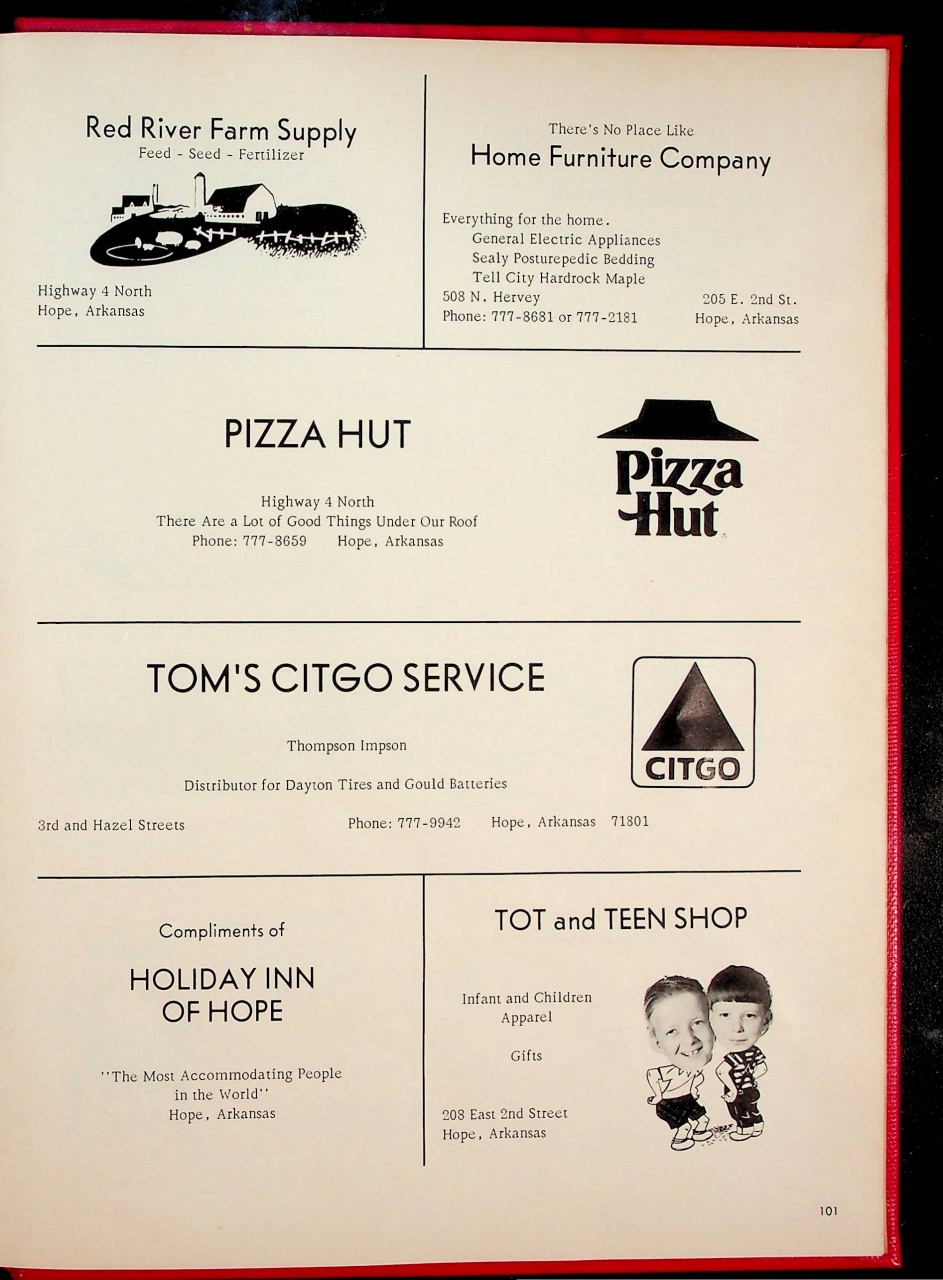 Red River Farm Supply
Feed - Seed - Fertilizer
Highway 4 North
Hope, Arkansas
There's No Place Like
Home Furniture Company
Everything for the home.
General Electric Appliances
Sealy Posturepedic Bedding
Tell City Hardrock Maple
508 N. Hervey 205 E. 2nd St.
Phone: 777-8681 or 777-2181 Hope, Arkansas
PIZZA HUT
Highway 4 North
There Are a Lot of Good Things Under Our Roof
Phone: 777-8659 Hope, Arkansas
Pizza
Hut
TOM'S CITGO SERVICE
Thompson Impson
Distributor for Dayton Tires and Gould Batteries
3rd and Hazel Streets Phone: 777-9942 Hope, Arkansas 71801
CITGO
Compliments of
HOLIDAY INN
OF HOPE
''The Most Accommodating People
in the World''
Hope, Arkansas
TOT and TEEN SHOP
Infant and Children
Apparel
Gifts
208 East 2nd Street
Hope, Arkansas
101